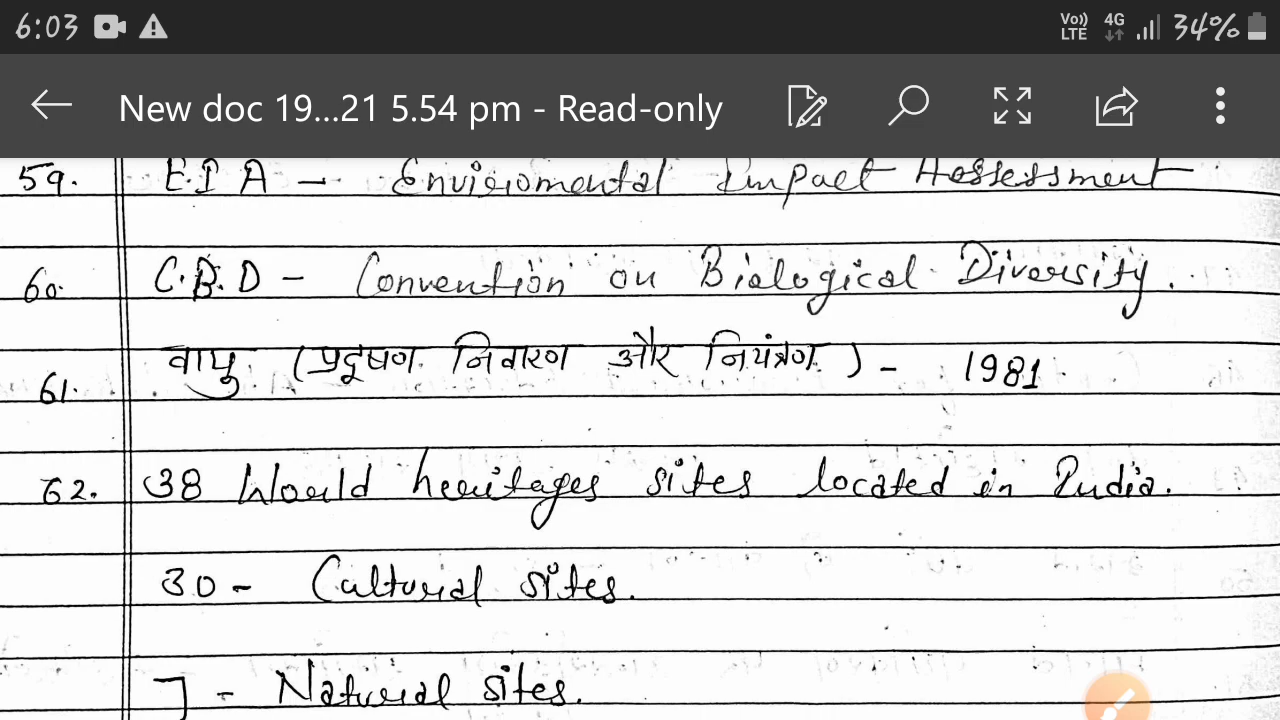 6:03 Vo)) LTE 4G 34%
New doc 19...21 5.54 pm - Read-only
59. E.I A - Enviromental Impact Assessment
60. C.B.D - Convention on Biological Diversity.
61. वायु (प्रदूषण निवारण और नियंत्रण) - 1981.
62. 38 World heritages sites located in India.
30 - Cultural sites.
7 - Natural sites.